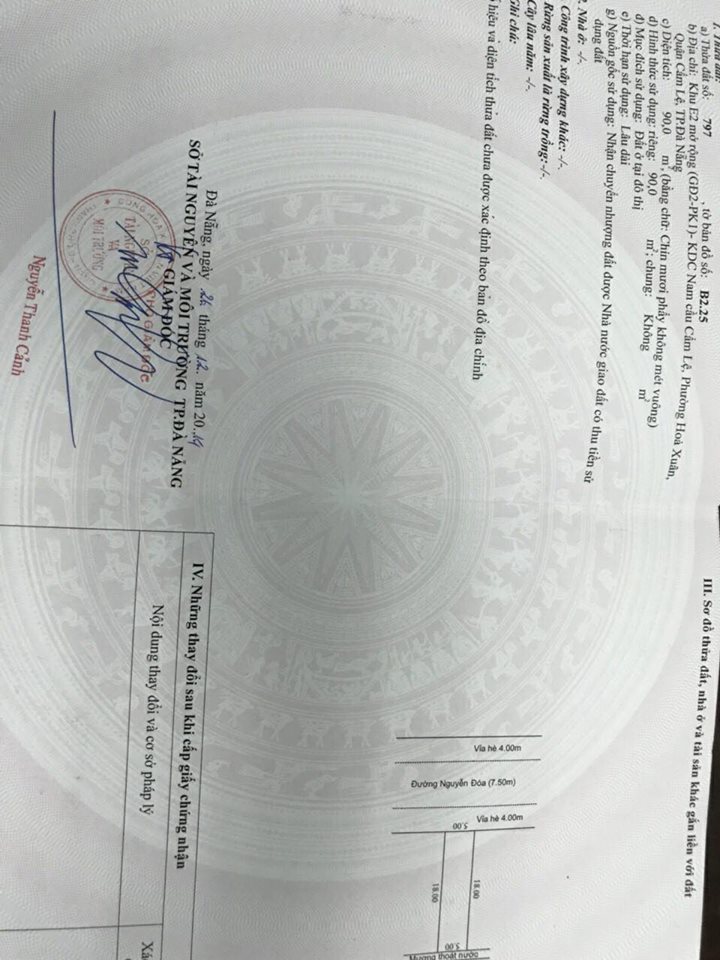 1. Thửa đất:
a) Thửa đất số: 797 , tờ bản đồ số: B2.25
b) Địa chỉ: Khu E2 mở rộng (GĐ2-PK1)- KDC Nam cầu Cẩm Lệ, Phường Hoà Xuân,
Quận Cẩm Lệ, TP.Đà Nẵng
c) Diện tích: 90,0 m², (bằng chữ: Chín mươi phẩy không mét vuông)
d) Hình thức sử dụng: riêng: 90,0 m²; chung: Không m²
đ) Mục đích sử dụng: Đất ở tại đô thị
e) Thời hạn sử dụng: Lâu dài
g) Nguồn gốc sử dụng: Nhận chuyển nhượng đất được Nhà nước giao đất có thu tiền sử
dụng đất
2. Nhà ở: -/-.
Công trình xây dựng khác: -/-.
Rừng sản xuất là rừng trồng: -/-.
Cây lâu năm: -/-.
Ghi chú:
hiệu và diện tích thửa đất chưa được xác định theo bản đồ địa chính
III. Sơ đồ thửa đất, nhà ở và tài sản khác gắn liền với đất
Vỉa hè 4.00m
Đường Nguyễn Đóa (7.50m)
Vỉa hè 4.00m
5.00
18.00
18.00
5.00
Mương thoát nước
Đà Nẵng, ngày 26 tháng 12. năm 20..19
SỞ TÀI NGUYÊN VÀ MÔI TRƯỜNG TP.ĐÀ NẴNG
GIÁM ĐỐC
PHÓ GIÁM ĐỐC
SỞ
TÀI NGUYÊN
VÀ
MÔI TRƯỜNG
Nguyễn Thanh Cảnh
IV. Những thay đổi sau khi cấp giấy chứng nhận
Nội dung thay đổi và cơ sở pháp lý